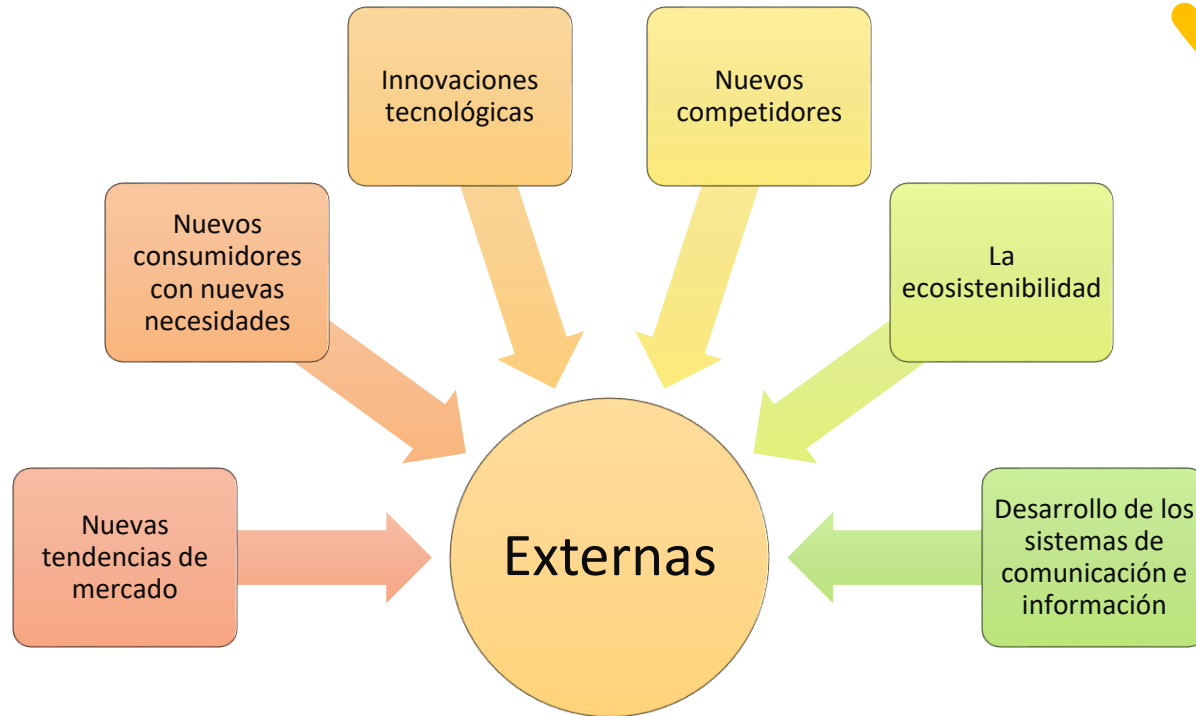 Innovaciones
tecnológicas
Nuevos
competidores
Nuevos
consumidores
con nuevas
necesidades
La
ecosistenibilidad
Nuevas
tendencias de
mercado
Externas
Desarrollo de los
sistemas de
comunicación e
información